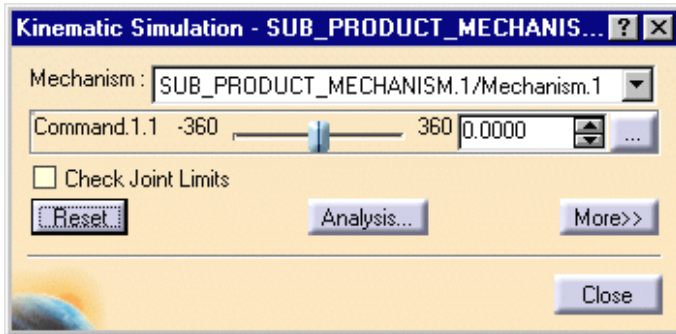 Kinematic Simulation - SUB_PRODUCT_MECHANIS... ? X
Mechanism : SUB_PRODUCT_MECHANISM.1/Mechanism.1
Command.1.1 -360 360 0.0000 ...
Check Joint Limits
Reset Analysis... More>>
Close